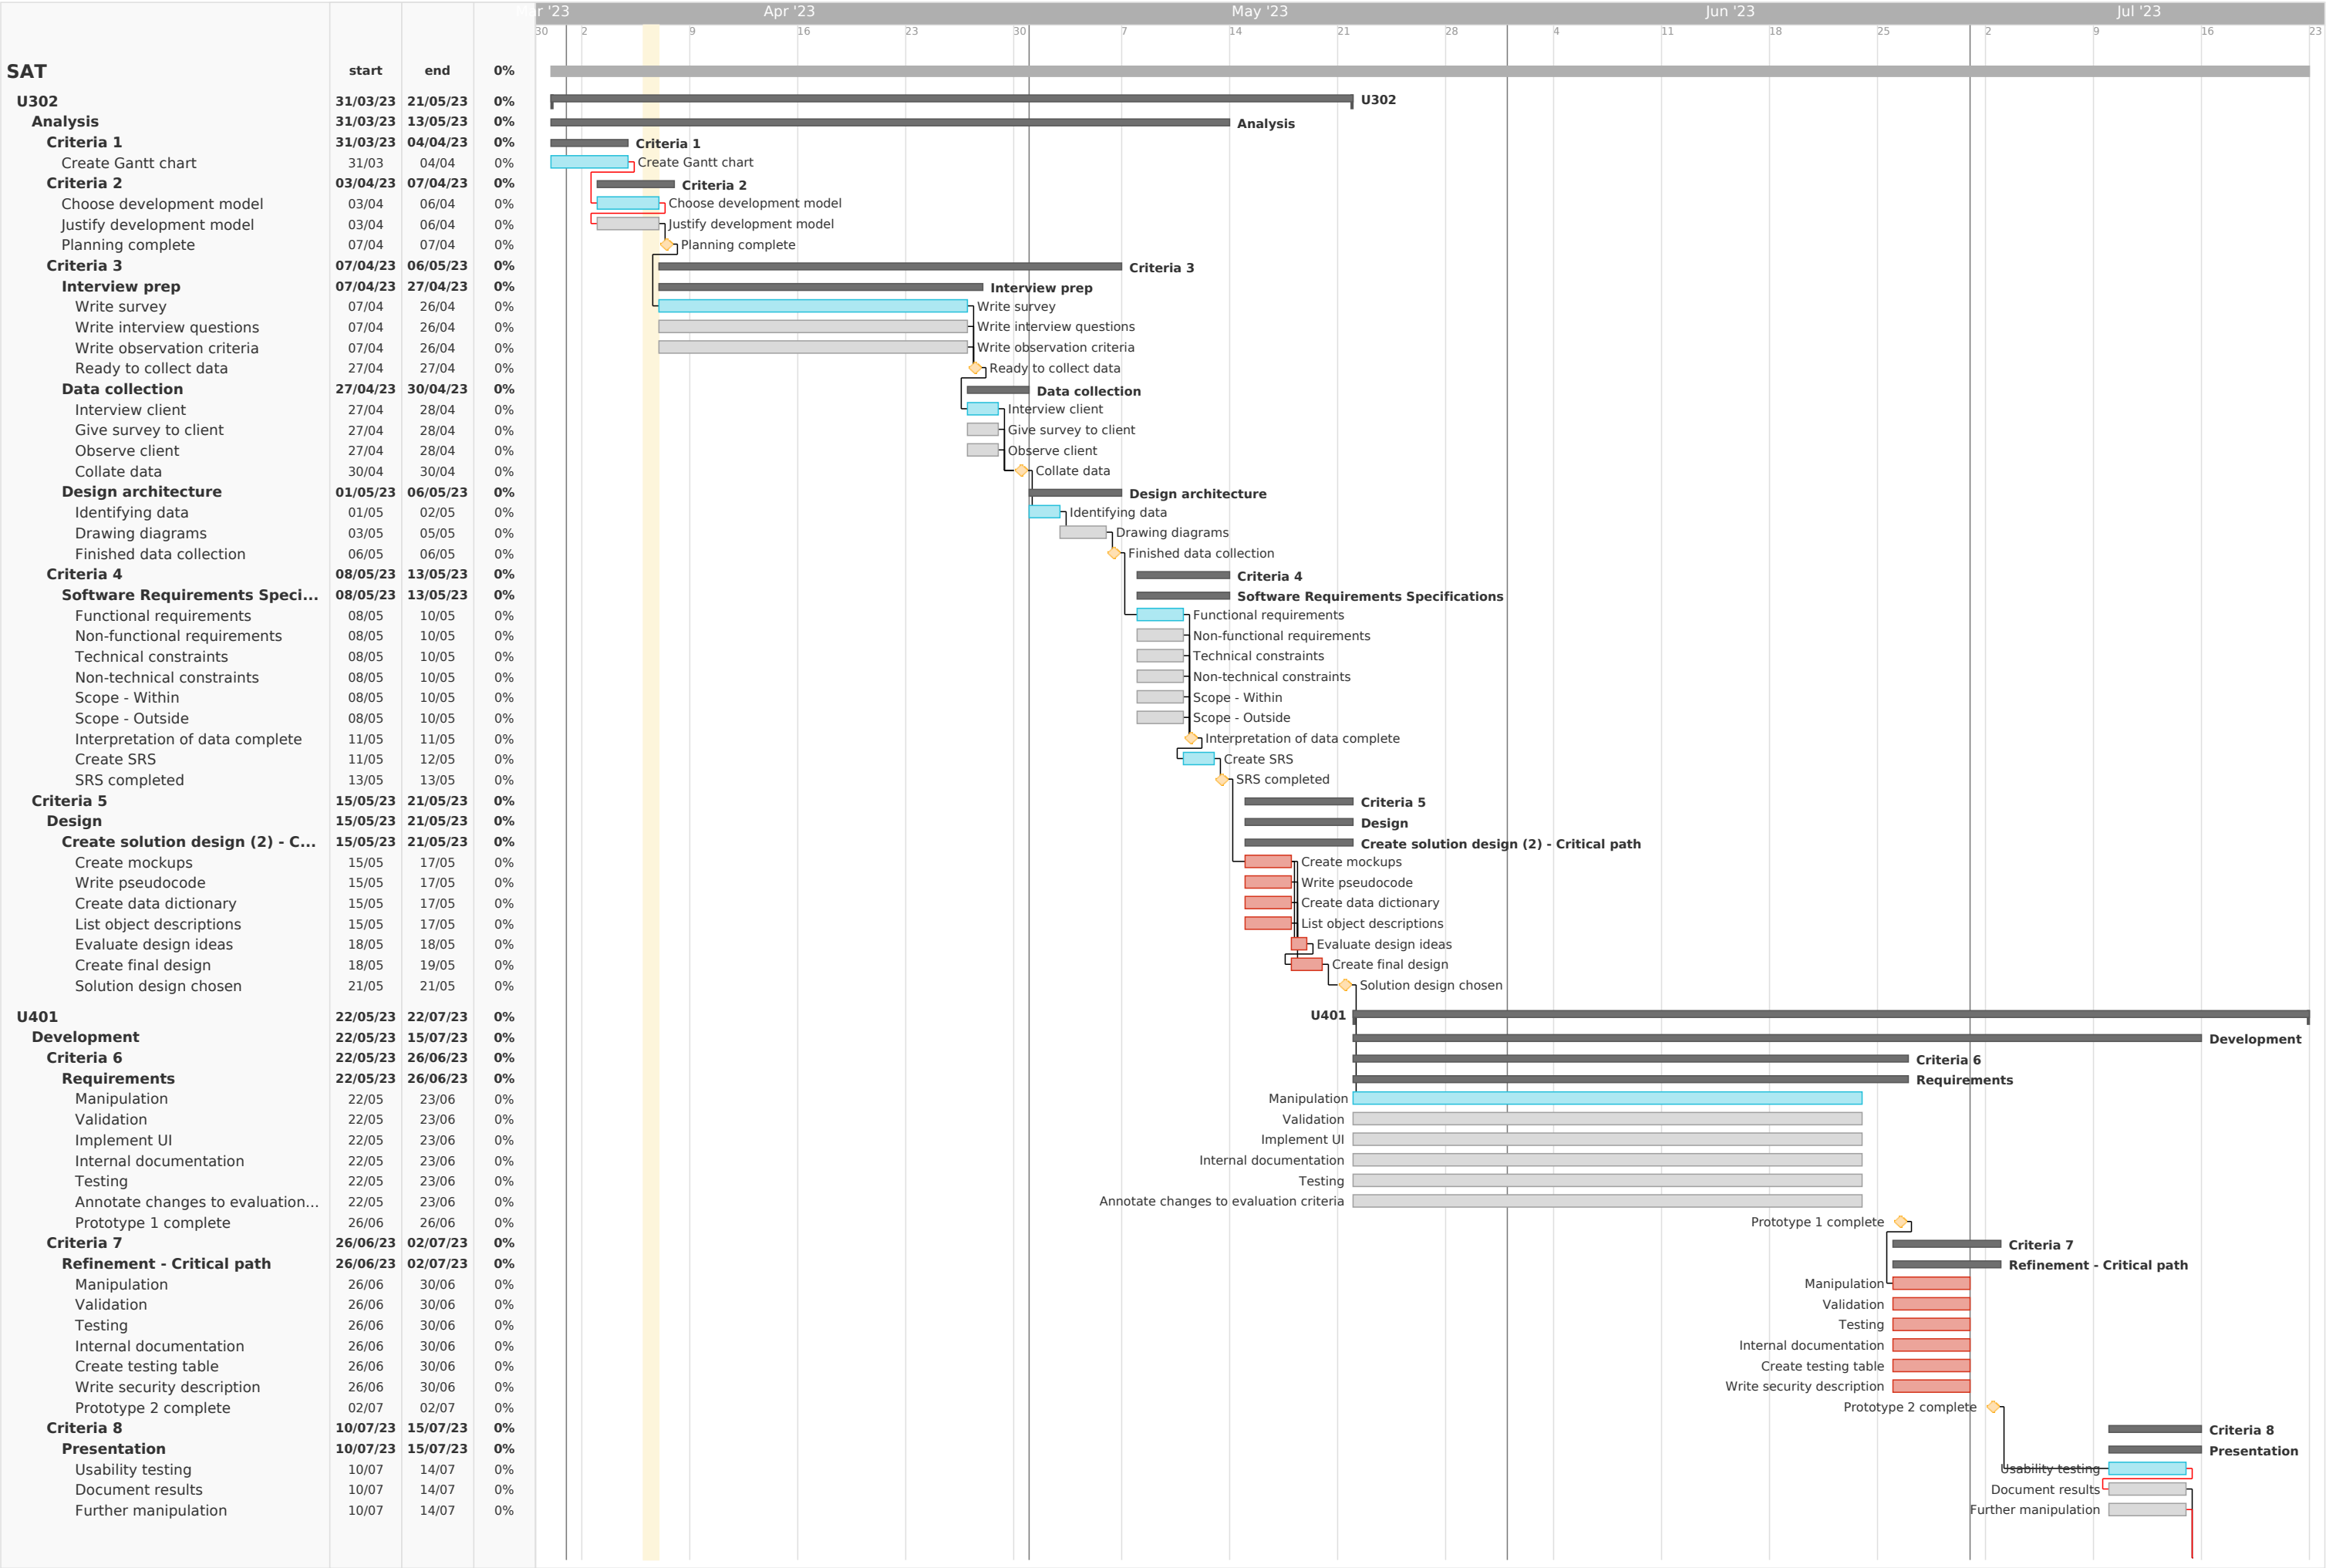 Mar '23 Apr '23 May '23 Jun '23 Jul '23
30 2 9 16 23 30 7 14 21 28 4 11 18 25 2 9 16 23
SAT start end 0%
U302 31/03/23 21/05/23 0% U302
Analysis 31/03/23 13/05/23 0% Analysis
Criteria 1 31/03/23 04/04/23 0% Criteria 1
Create Gantt chart 31/03 04/04 0% Create Gantt chart
Criteria 2 03/04/23 07/04/23 0% Criteria 2
Choose development model 03/04 06/04 0% Choose development model
Justify development model 03/04 06/04 0% Justify development model
Planning complete 07/04 07/04 0% Planning complete
Criteria 3 07/04/23 06/05/23 0% Criteria 3
Interview prep 07/04/23 27/04/23 0% Interview prep
Write survey 07/04 26/04 0% Write survey
Write interview questions 07/04 26/04 0% Write interview questions
Write observation criteria 07/04 26/04 0% Write observation criteria
Ready to collect data 27/04 27/04 0% Ready to collect data
Data collection 27/04/23 30/04/23 0% Data collection
Interview client 27/04 28/04 0% Interview client
Give survey to client 27/04 28/04 0% Give survey to client
Observe client 27/04 28/04 0% Observe client
Collate data 30/04 30/04 0% Collate data
Design architecture 01/05/23 06/05/23 0% Design architecture
Identifying data 01/05 02/05 0% Identifying data
Drawing diagrams 03/05 05/05 0% Drawing diagrams
Finished data collection 06/05 06/05 0% Finished data collection
Criteria 4 08/05/23 13/05/23 0% Criteria 4
Software Requirements Speci... 08/05/23 13/05/23 0% Software Requirements Specifications
Functional requirements 08/05 10/05 0% Functional requirements
Non-functional requirements 08/05 10/05 0% Non-functional requirements
Technical constraints 08/05 10/05 0% Technical constraints
Non-technical constraints 08/05 10/05 0% Non-technical constraints
Scope - Within 08/05 10/05 0% Scope - Within
Scope - Outside 08/05 10/05 0% Scope - Outside
Interpretation of data complete 11/05 11/05 0% Interpretation of data complete
Create SRS 11/05 12/05 0% Create SRS
SRS completed 13/05 13/05 0% SRS completed
Criteria 5 15/05/23 21/05/23 0% Criteria 5
Design 15/05/23 21/05/23 0% Design
Create solution design (2) - C... 15/05/23 21/05/23 0% Create solution design (2) - Critical path
Create mockups 15/05 17/05 0% Create mockups
Write pseudocode 15/05 17/05 0% Write pseudocode
Create data dictionary 15/05 17/05 0% Create data dictionary
List object descriptions 15/05 17/05 0% List object descriptions
Evaluate design ideas 18/05 18/05 0% Evaluate design ideas
Create final design 18/05 19/05 0% Create final design
Solution design chosen 21/05 21/05 0% Solution design chosen
U401 22/05/23 22/07/23 0% U401
Development 22/05/23 15/07/23 0% Development
Criteria 6 22/05/23 26/06/23 0% Criteria 6
Requirements 22/05/23 26/06/23 0% Requirements
Manipulation 22/05 23/06 0% Manipulation
Validation 22/05 23/06 0% Validation
Implement UI 22/05 23/06 0% Implement UI
Internal documentation 22/05 23/06 0% Internal documentation
Testing 22/05 23/06 0% Testing
Annotate changes to evaluation... 22/05 23/06 0% Annotate changes to evaluation criteria
Prototype 1 complete 26/06 26/06 0% Prototype 1 complete
Criteria 7 26/06/23 02/07/23 0% Criteria 7
Refinement - Critical path 26/06/23 02/07/23 0% Refinement - Critical path
Manipulation 26/06 30/06 0% Manipulation
Validation 26/06 30/06 0% Validation
Testing 26/06 30/06 0% Testing
Internal documentation 26/06 30/06 0% Internal documentation
Create testing table 26/06 30/06 0% Create testing table
Write security description 26/06 30/06 0% Write security description
Prototype 2 complete 02/07 02/07 0% Prototype 2 complete
Criteria 8 10/07/23 15/07/23 0% Criteria 8
Presentation 10/07/23 15/07/23 0% Presentation
Usability testing 10/07 14/07 0% Usability testing
Document results 10/07 14/07 0% Document results
Further manipulation 10/07 14/07 0% Further manipulation